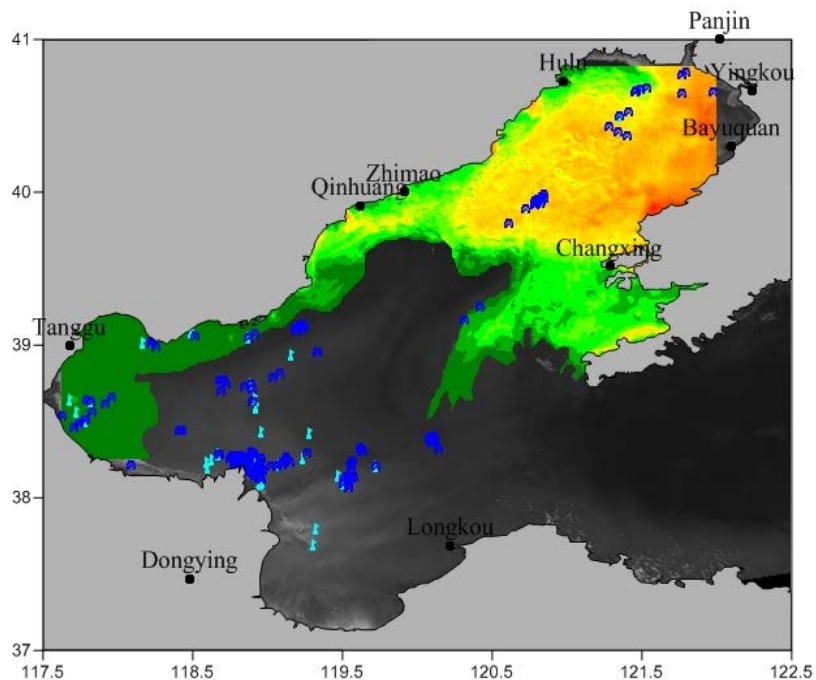 Panjin
41
Hulu
Yingkou
Bayuquan
Zhimao
40
Qinhuang
Changxing
Tanggu
39
38
Longkou
Dongying
37
117.5
118.5
119.5
120.5
121.5
122.5